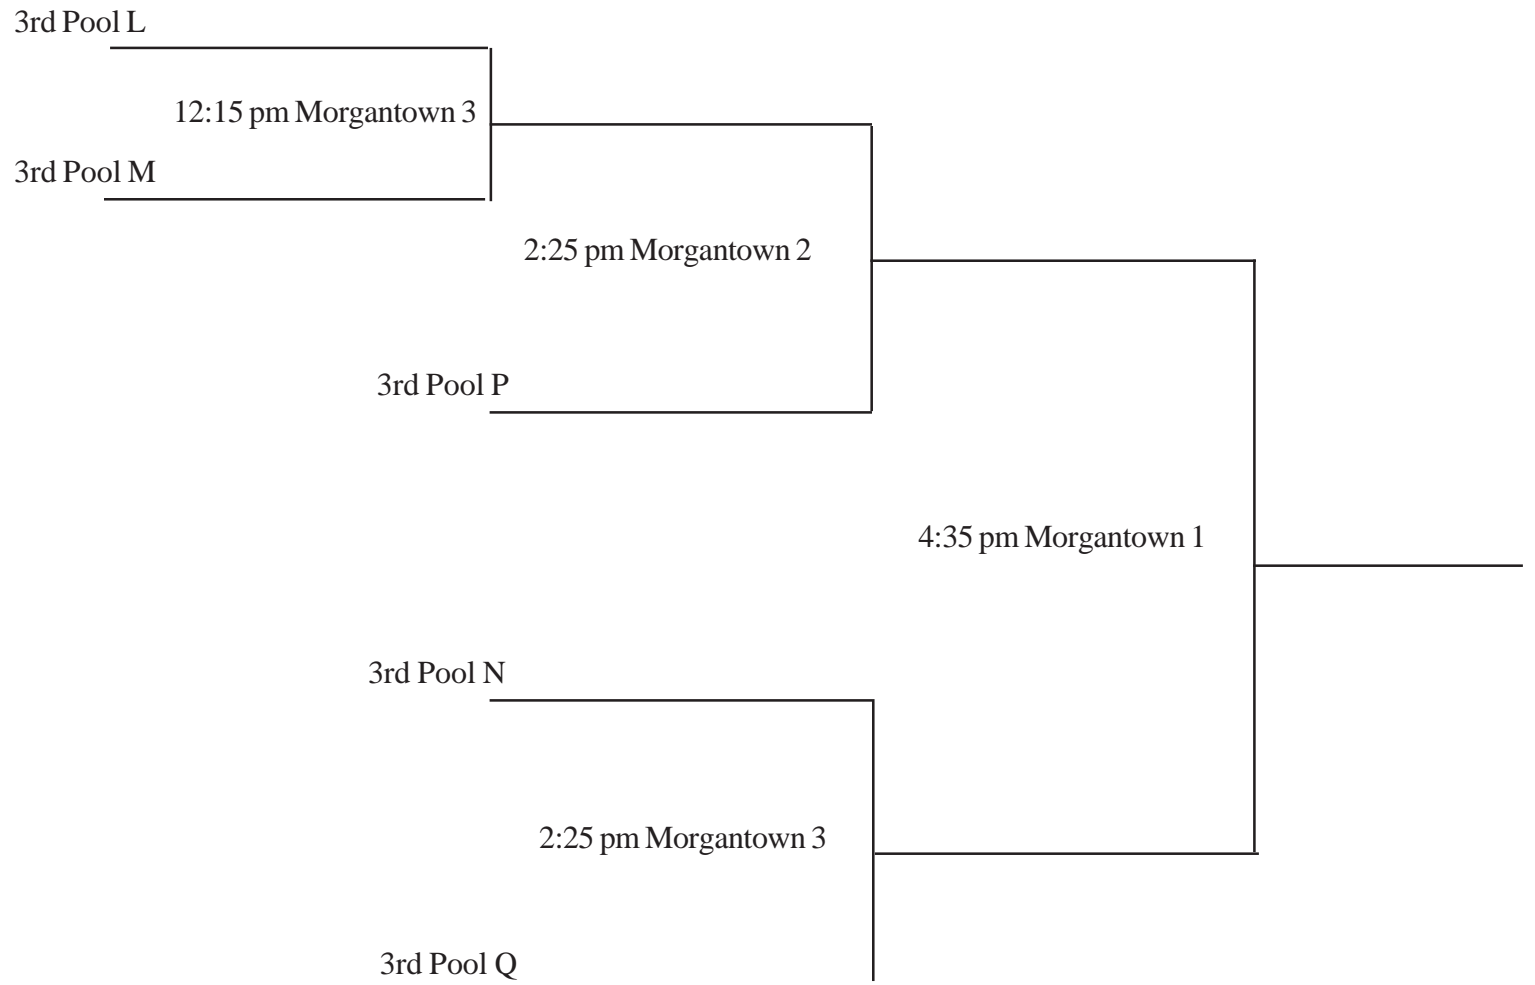 3rd Pool L
12:15 pm Morgantown 3
3rd Pool M
2:25 pm Morgantown 2
3rd Pool P
4:35 pm Morgantown 1
3rd Pool N
2:25 pm Morgantown 3
3rd Pool Q